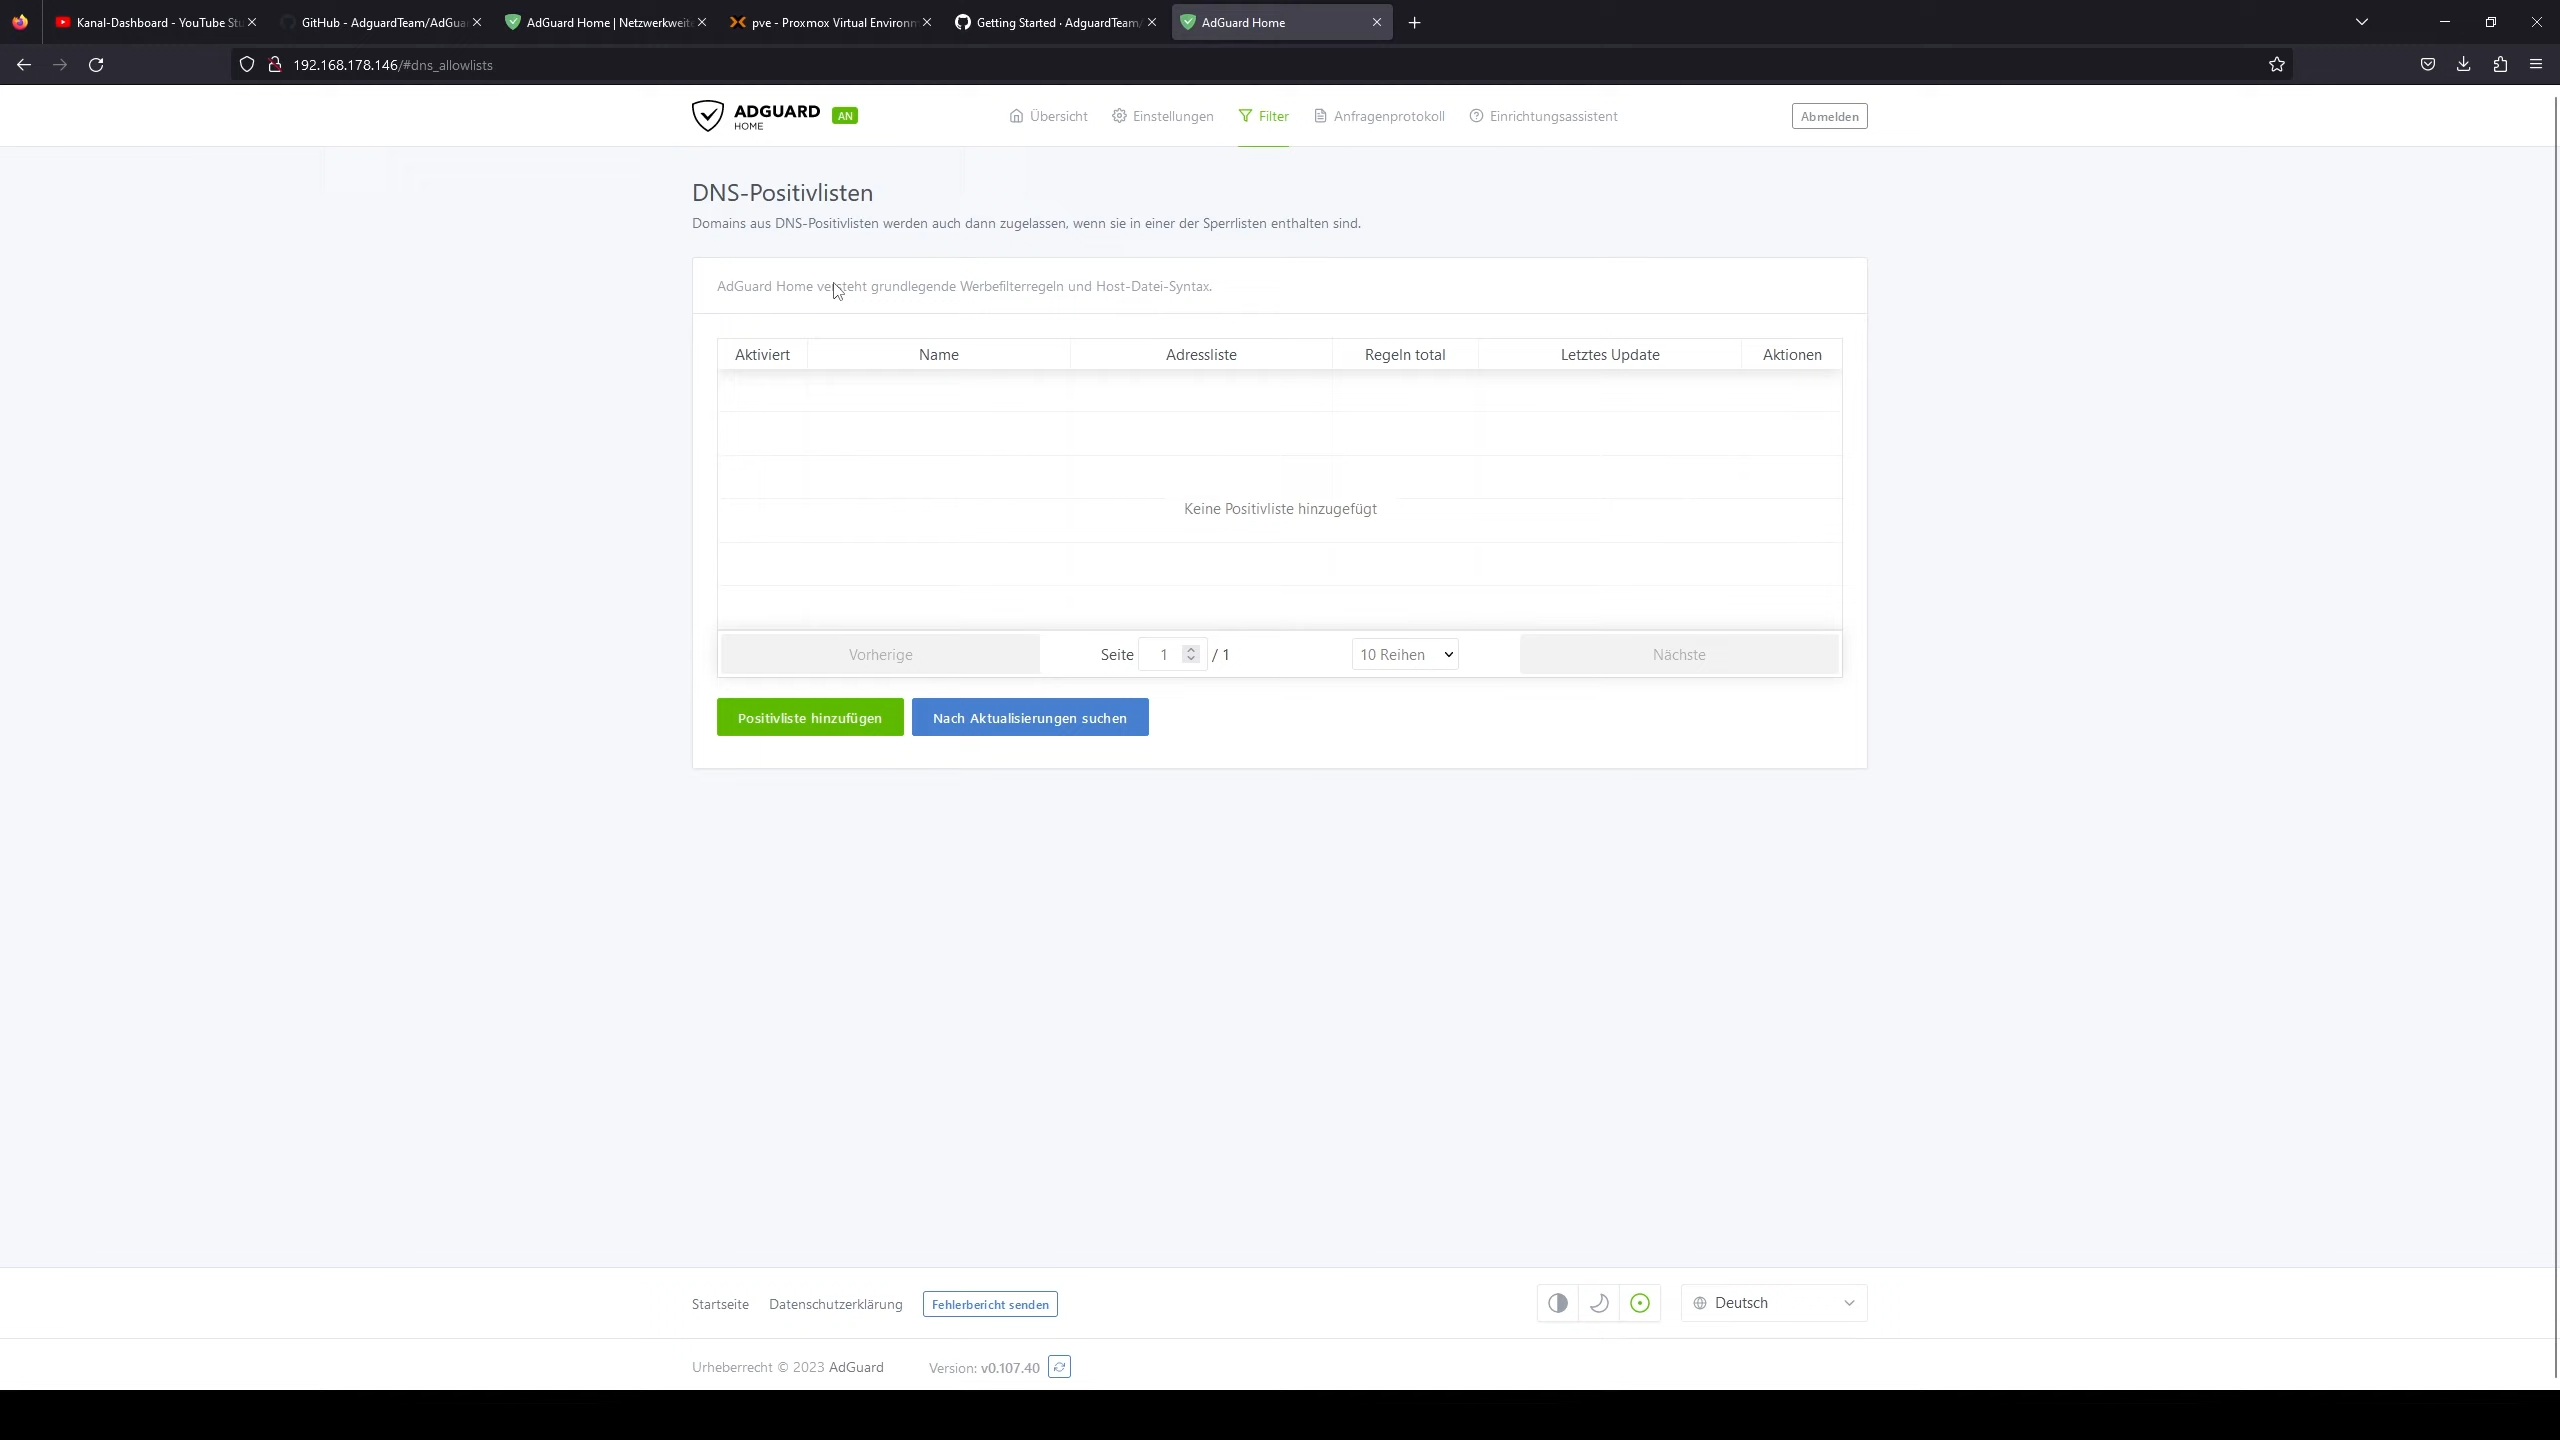 Kanal-Dashboard - YouTube Stu
GitHub - AdguardTeam/AdGua
AdGuard Home | Netzwerkweite
pve - Proxmox Virtual Environm
Getting Started · AdguardTeam/
AdGuard Home
192.168.178.146/#dns_allowlists
ADGUARD
HOME
AN
Übersicht
Einstellungen
Filter
Anfragenprotokoll
Einrichtungsassistent
Abmelden
DNS-Positivlisten
Domains aus DNS-Positivlisten werden auch dann zugelassen, wenn sie in einer der Sperrlisten enthalten sind.
AdGuard Home versteht grundlegende Werbefilterregeln und Host-Datei-Syntax.
Aktiviert
Name
Adressliste
Regeln total
Letztes Update
Aktionen
Keine Positivliste hinzugefügt
Vorherige
Seite 1 / 1
10 Reihen
Nächste
Positivliste hinzufügen
Nach Aktualisierungen suchen
Startseite
Datenschutzerklärung
Fehlerbericht senden
Deutsch
Urheberrecht © 2023 AdGuard
Version: v0.107.40